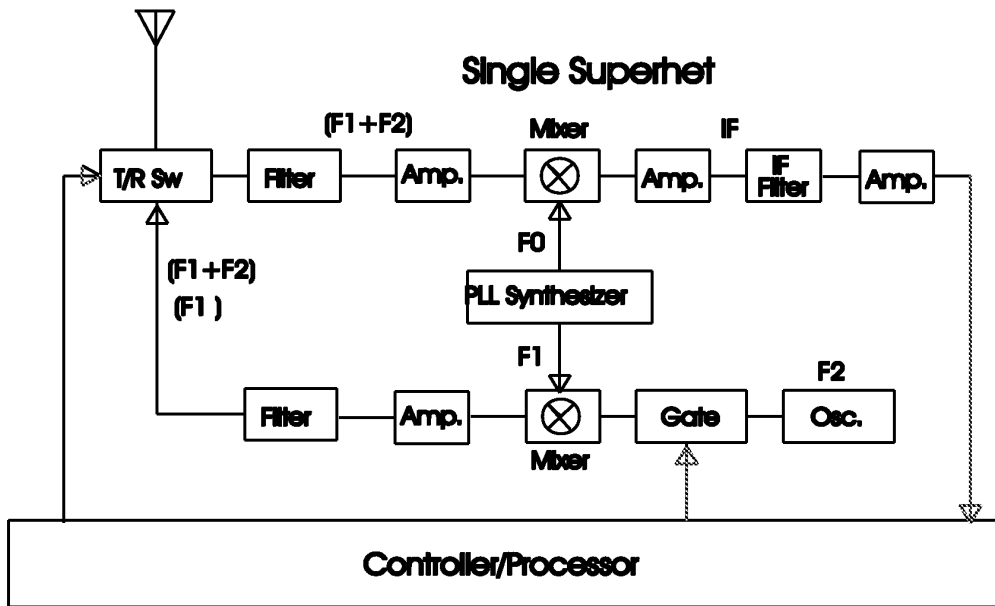 Single Superhet
(F1+F2)
Mixer
IF
T/R Sw
Filter
Amp.
Amp.
IF
Filter
Amp.
F0
(F1+F2)
(F1 )
PLL Synthesizer
F1
F2
Filter
Amp.
Gate
Osc.
Mixer
Controller/Processor